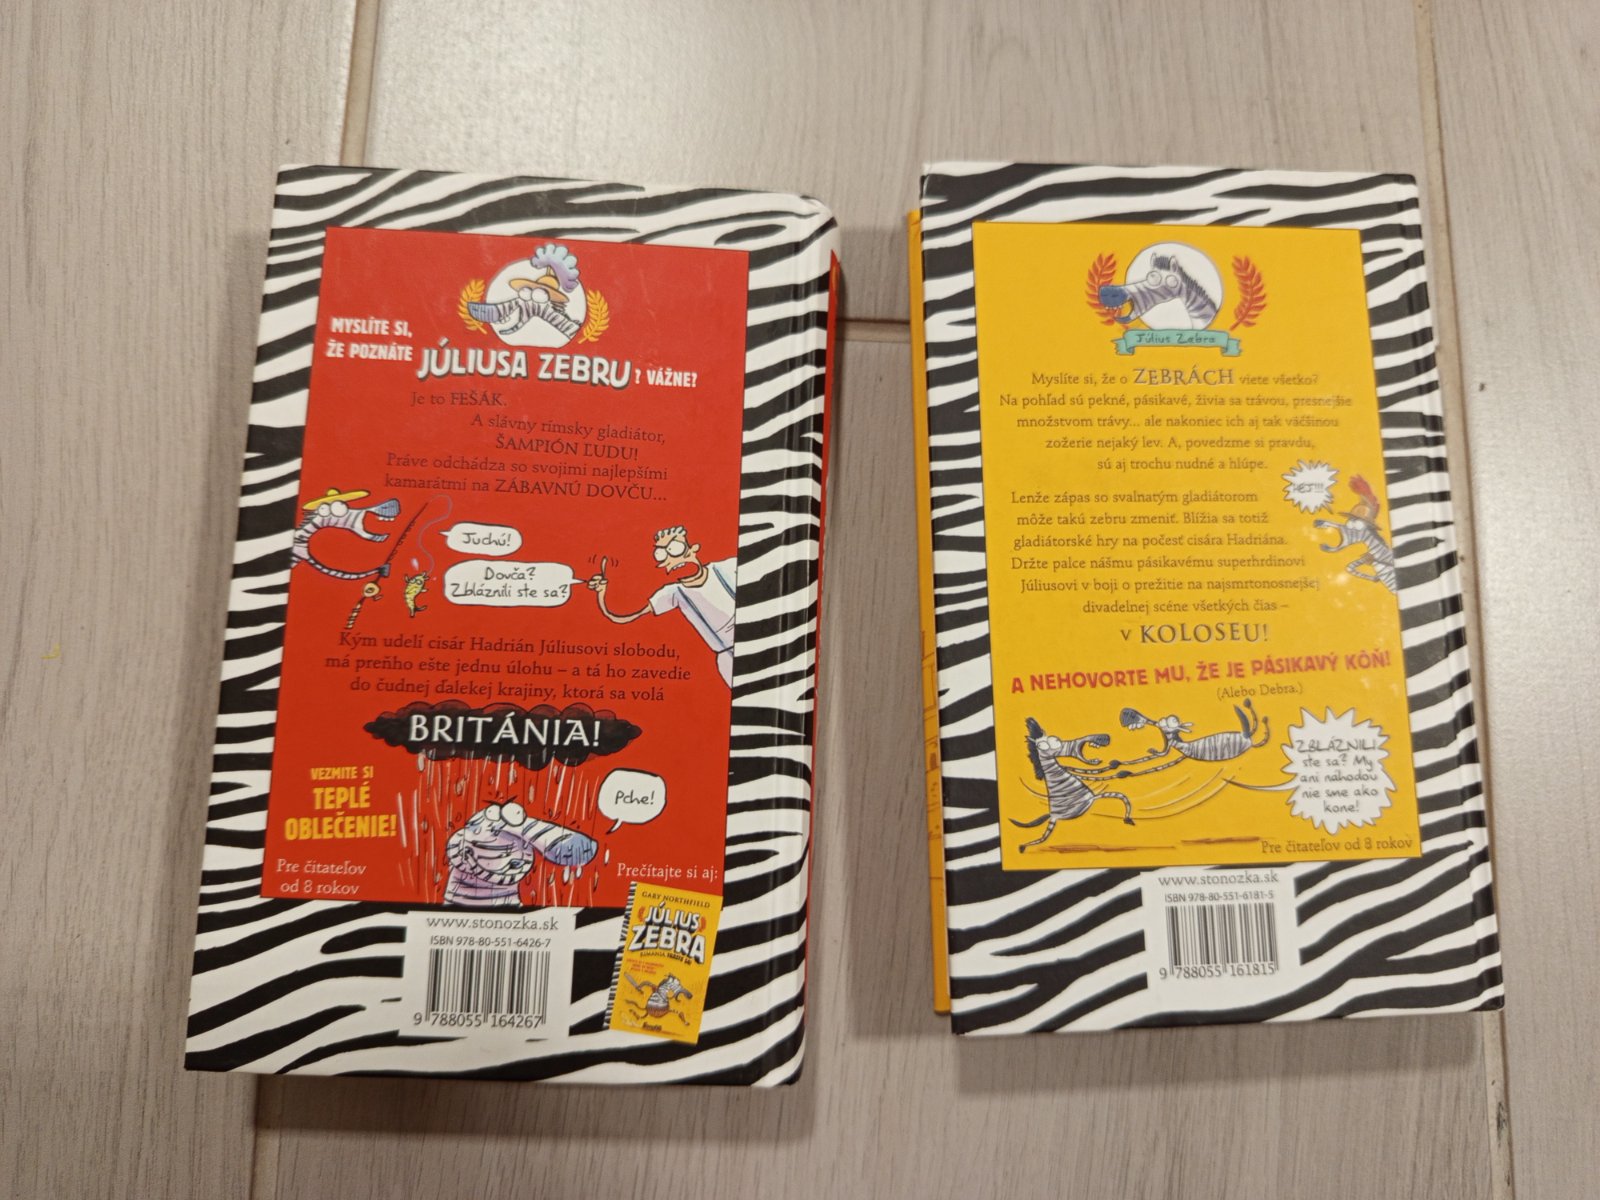 MYSLÍTE SI,
ŽE POZNÁTE
JÚLIUSA ZEBRU? VÁŽNE?
Je to FEŠÁK.
A slávny rímsky gladiátor,
ŠAMPIÓN ĽUDU!
Práve odchádza so svojimi najlepšími
kamarátmi na ZÁBAVNÚ DOVČU...
Juchú!
Dovča?
Zbláznili ste sa?
Kým udelí cisár Hadrián Júliusovi slobodu,
má preňho ešte jednu úlohu – a tá ho zavedie
do čudnej ďalekej krajiny, ktorá sa volá
BRITÁNIA!
VEZMITE SI
TEPLÉ
OBLEČENIE!
Pche!
Pre čitateľov
od 8 rokov
Prečítajte si aj:
GARY NORTHFIELD
JÚLIUS
ZEBRA
www.stonozka.sk
ISBN 978-80-551-6426-7
9 788055 164267
Július Zebra
Myslíte si, že o ZEBRÁCH viete všetko?
Na pohľad sú pekné, pásikavé, živia sa trávou, presnejšie
množstvom trávy... ale nakoniec ich aj tak väčšinou
zožerie nejaký lev. A, povedzme si pravdu,
sú aj trochu nudné a hlúpe.
HEJ!!!
Lenže zápas so svalnatým gladiátorom
môže takú zebru zmeniť. Blížia sa totiž
gladiátorské hry na počesť cisára Hadriána.
Držte palce nášmu pásikavému superhrdinovi
Júliusovi v boji o prežitie na najsmrtonosnejšej
divadelnej scéne všetkých čias –
v KOLOSEU!
A NEHOVORTE MU, ŽE JE PÁSIKAVÝ KÔŇ!
(Alebo Debra.)
ZBLÁZNILI
ste sa? My
ani náhodou
nie sme ako
kone!
Pre čitateľov od 8 rokov
www.stonozka.sk
ISBN 978-80-551-6181-5
9 788055 161815